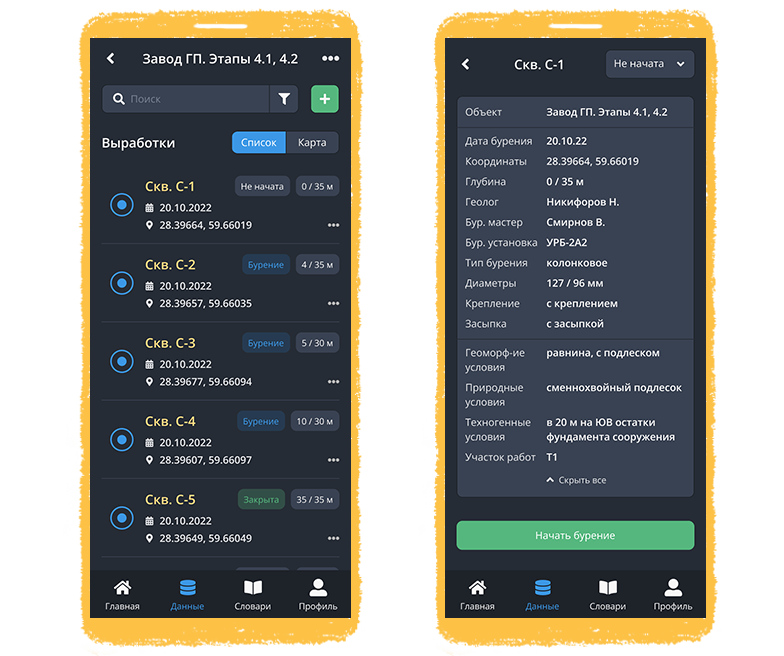 Завод ГП. Этапы 4.1, 4.2
Поиск
Выработки
Список Карта
Скв. С-1 Не начата 0 / 35 м
20.10.2022
28.39664, 59.66019
Скв. С-2 Бурение 4 / 35 м
20.10.2022
28.39657, 59.66035
Скв. С-3 Бурение 5 / 30 м
20.10.2022
28.39677, 59.66094
Скв. С-4 Бурение 10 / 30 м
20.10.2022
28.39607, 59.66097
Скв. С-5 Закрыта 35 / 35 м
20.10.2022
28.39649, 59.66049
Главная Данные Словари Профиль
Скв. С-1 Не начата
Объект Завод ГП. Этапы 4.1, 4.2
Дата бурения 20.10.22
Координаты 28.39664, 59.66019
Глубина 0 / 35 м
Геолог Никифоров Н.
Бур. мастер Смирнов В.
Бур. установка УРБ-2А2
Тип бурения колонковое
Диаметры 127 / 96 мм
Крепление с креплением
Засыпка с засыпкой
Геоморф-ие равнина, с подлеском
условия
Природные сменнохвойный подлесок
условия
Техногенные в 20 м на ЮВ остатки
условия фундамента сооружения
Участок работ Т1
Скрыть все
Начать бурение
Главная Данные Словари Профиль